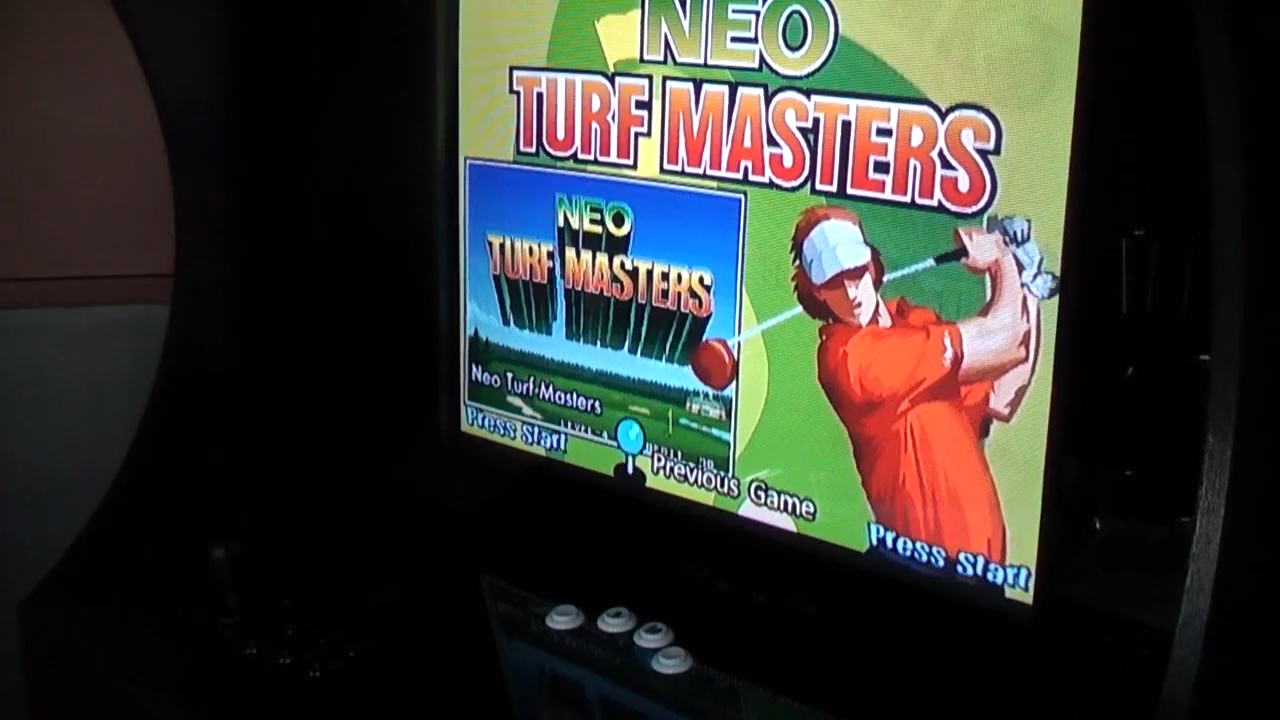 NEO
TURF MASTERS
NEO
TURF MASTERS
Neo Turf Masters
Press Start
Previous Game
Press Start